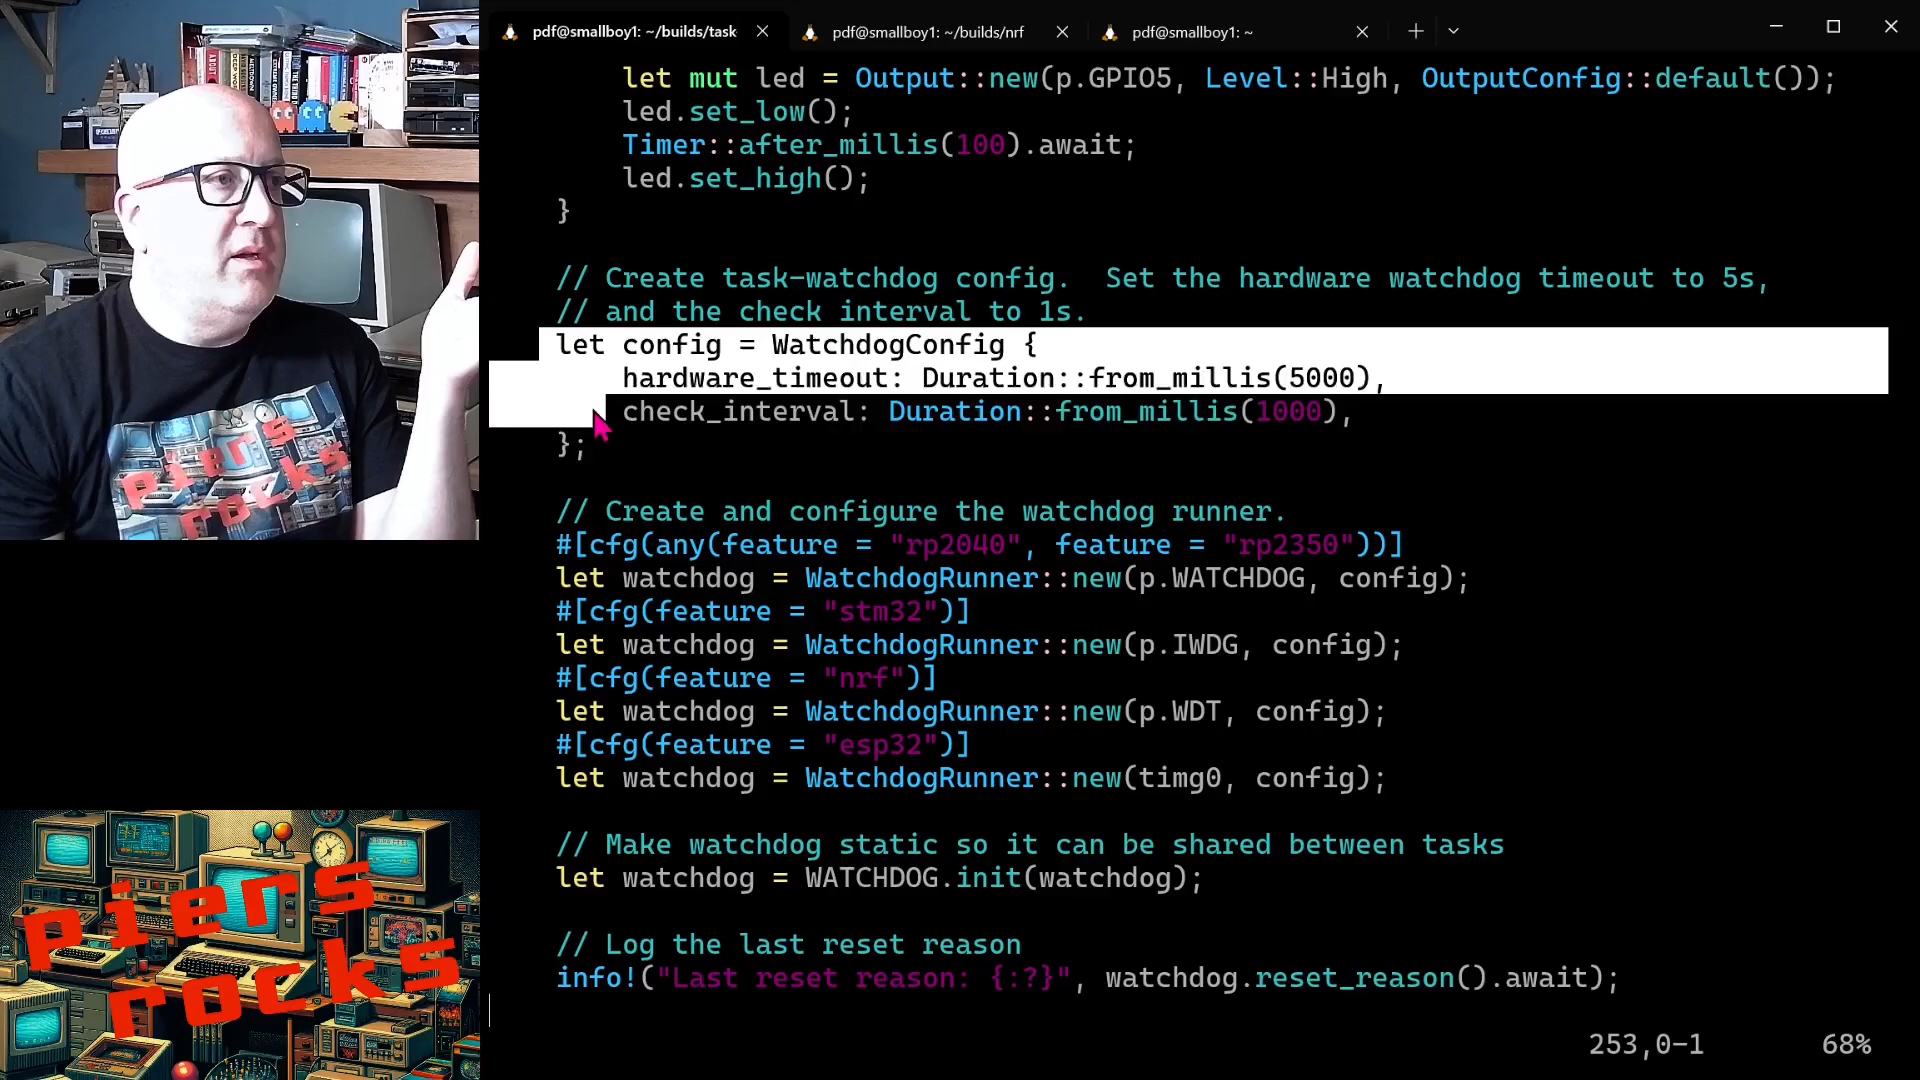 pdf@smallboy1: ~/builds/task
pdf@smallboy1: ~/builds/nrf
pdf@smallboy1: ~
let mut led = Output::new(p.GPIO5, Level::High, OutputConfig::default());
led.set_low();
Timer::after_millis(100).await;
led.set_high();
}
// Create task-watchdog config.  Set the hardware watchdog timeout to 5s,
// and the check interval to 1s.
let config = WatchdogConfig {
hardware_timeout: Duration::from_millis(5000),
check_interval: Duration::from_millis(1000),
};
// Create and configure the watchdog runner.
#[cfg(any(feature = "rp2040", feature = "rp2350"))]
let watchdog = WatchdogRunner::new(p.WATCHDOG, config);
#[cfg(feature = "stm32")]
let watchdog = WatchdogRunner::new(p.IWDG, config);
#[cfg(feature = "nrf")]
let watchdog = WatchdogRunner::new(p.WDT, config);
#[cfg(feature = "esp32")]
let watchdog = WatchdogRunner::new(timg0, config);
// Make watchdog static so it can be shared between tasks
let watchdog = WATCHDOG.init(watchdog);
// Log the last reset reason
info!("Last reset reason: {:?}", watchdog.reset_reason().await);
253,0-1
68%
piers
rocks
piers
rocks